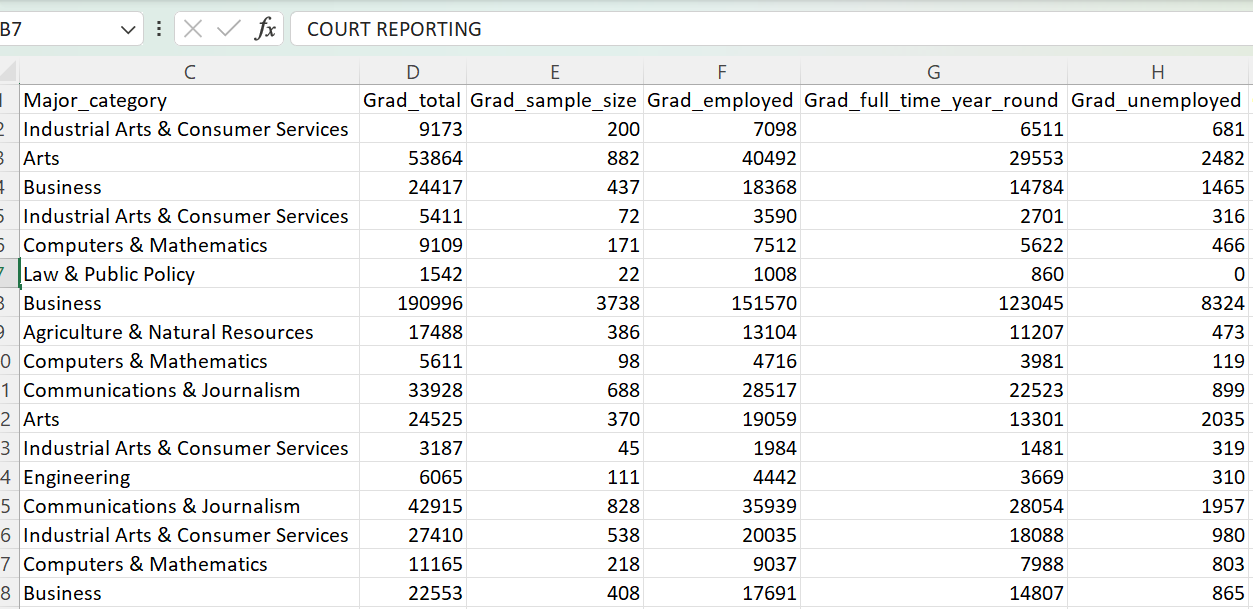 B7 fx COURT REPORTING
C D E F G H
Major_category Grad_total Grad_sample_size Grad_employed Grad_full_time_year_round Grad_unemployed
2 Industrial Arts & Consumer Services 9173 200 7098 6511 681
3 Arts 53864 882 40492 29553 2482
4 Business 24417 437 18368 14784 1465
5 Industrial Arts & Consumer Services 5411 72 3590 2701 316
6 Computers & Mathematics 9109 171 7512 5622 466
7 Law & Public Policy 1542 22 1008 860 0
8 Business 190996 3738 151570 123045 8324
9 Agriculture & Natural Resources 17488 386 13104 11207 473
0 Computers & Mathematics 5611 98 4716 3981 119
1 Communications & Journalism 33928 688 28517 22523 899
2 Arts 24525 370 19059 13301 2035
3 Industrial Arts & Consumer Services 3187 45 1984 1481 319
4 Engineering 6065 111 4442 3669 310
5 Communications & Journalism 42915 828 35939 28054 1957
6 Industrial Arts & Consumer Services 27410 538 20035 18088 980
7 Computers & Mathematics 11165 218 9037 7988 803
8 Business 22553 408 17691 14807 865